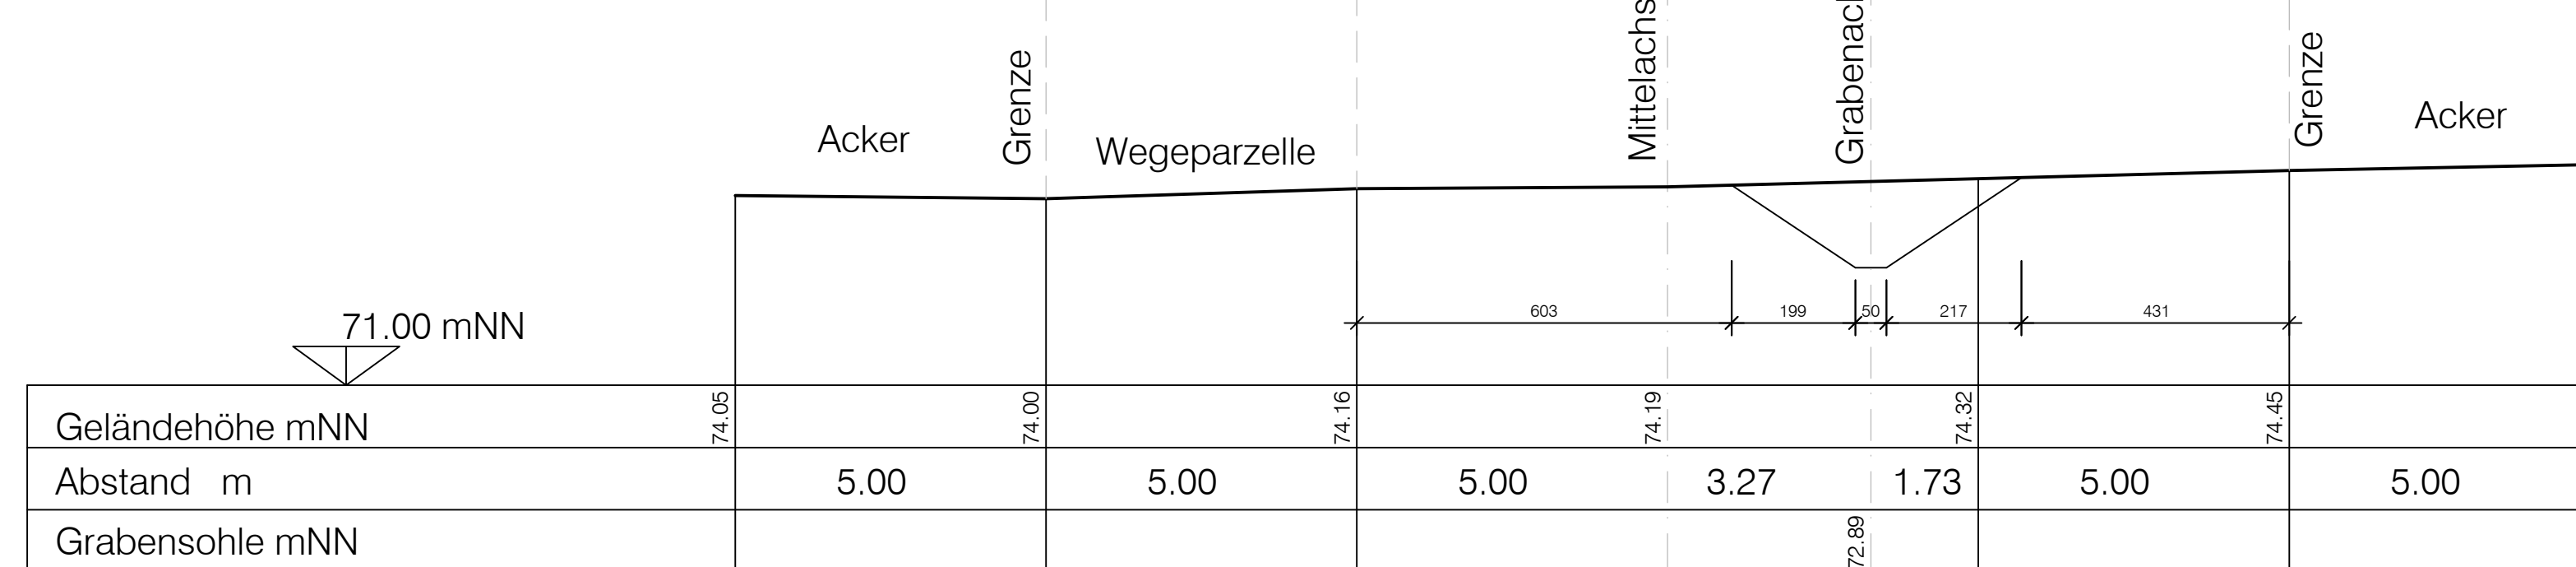 Mittelachs
Grabenach
Grenze
Grenze
Acker
Wegeparzelle
Acker
603
199
50
217
431
71.00 mNN
Geländehöhe mNN
74.05
74.00
74.16
74.19
74.32
74.45
Abstand m
5.00
5.00
5.00
3.27
1.73
5.00
5.00
Grabensohle mNN
72.89